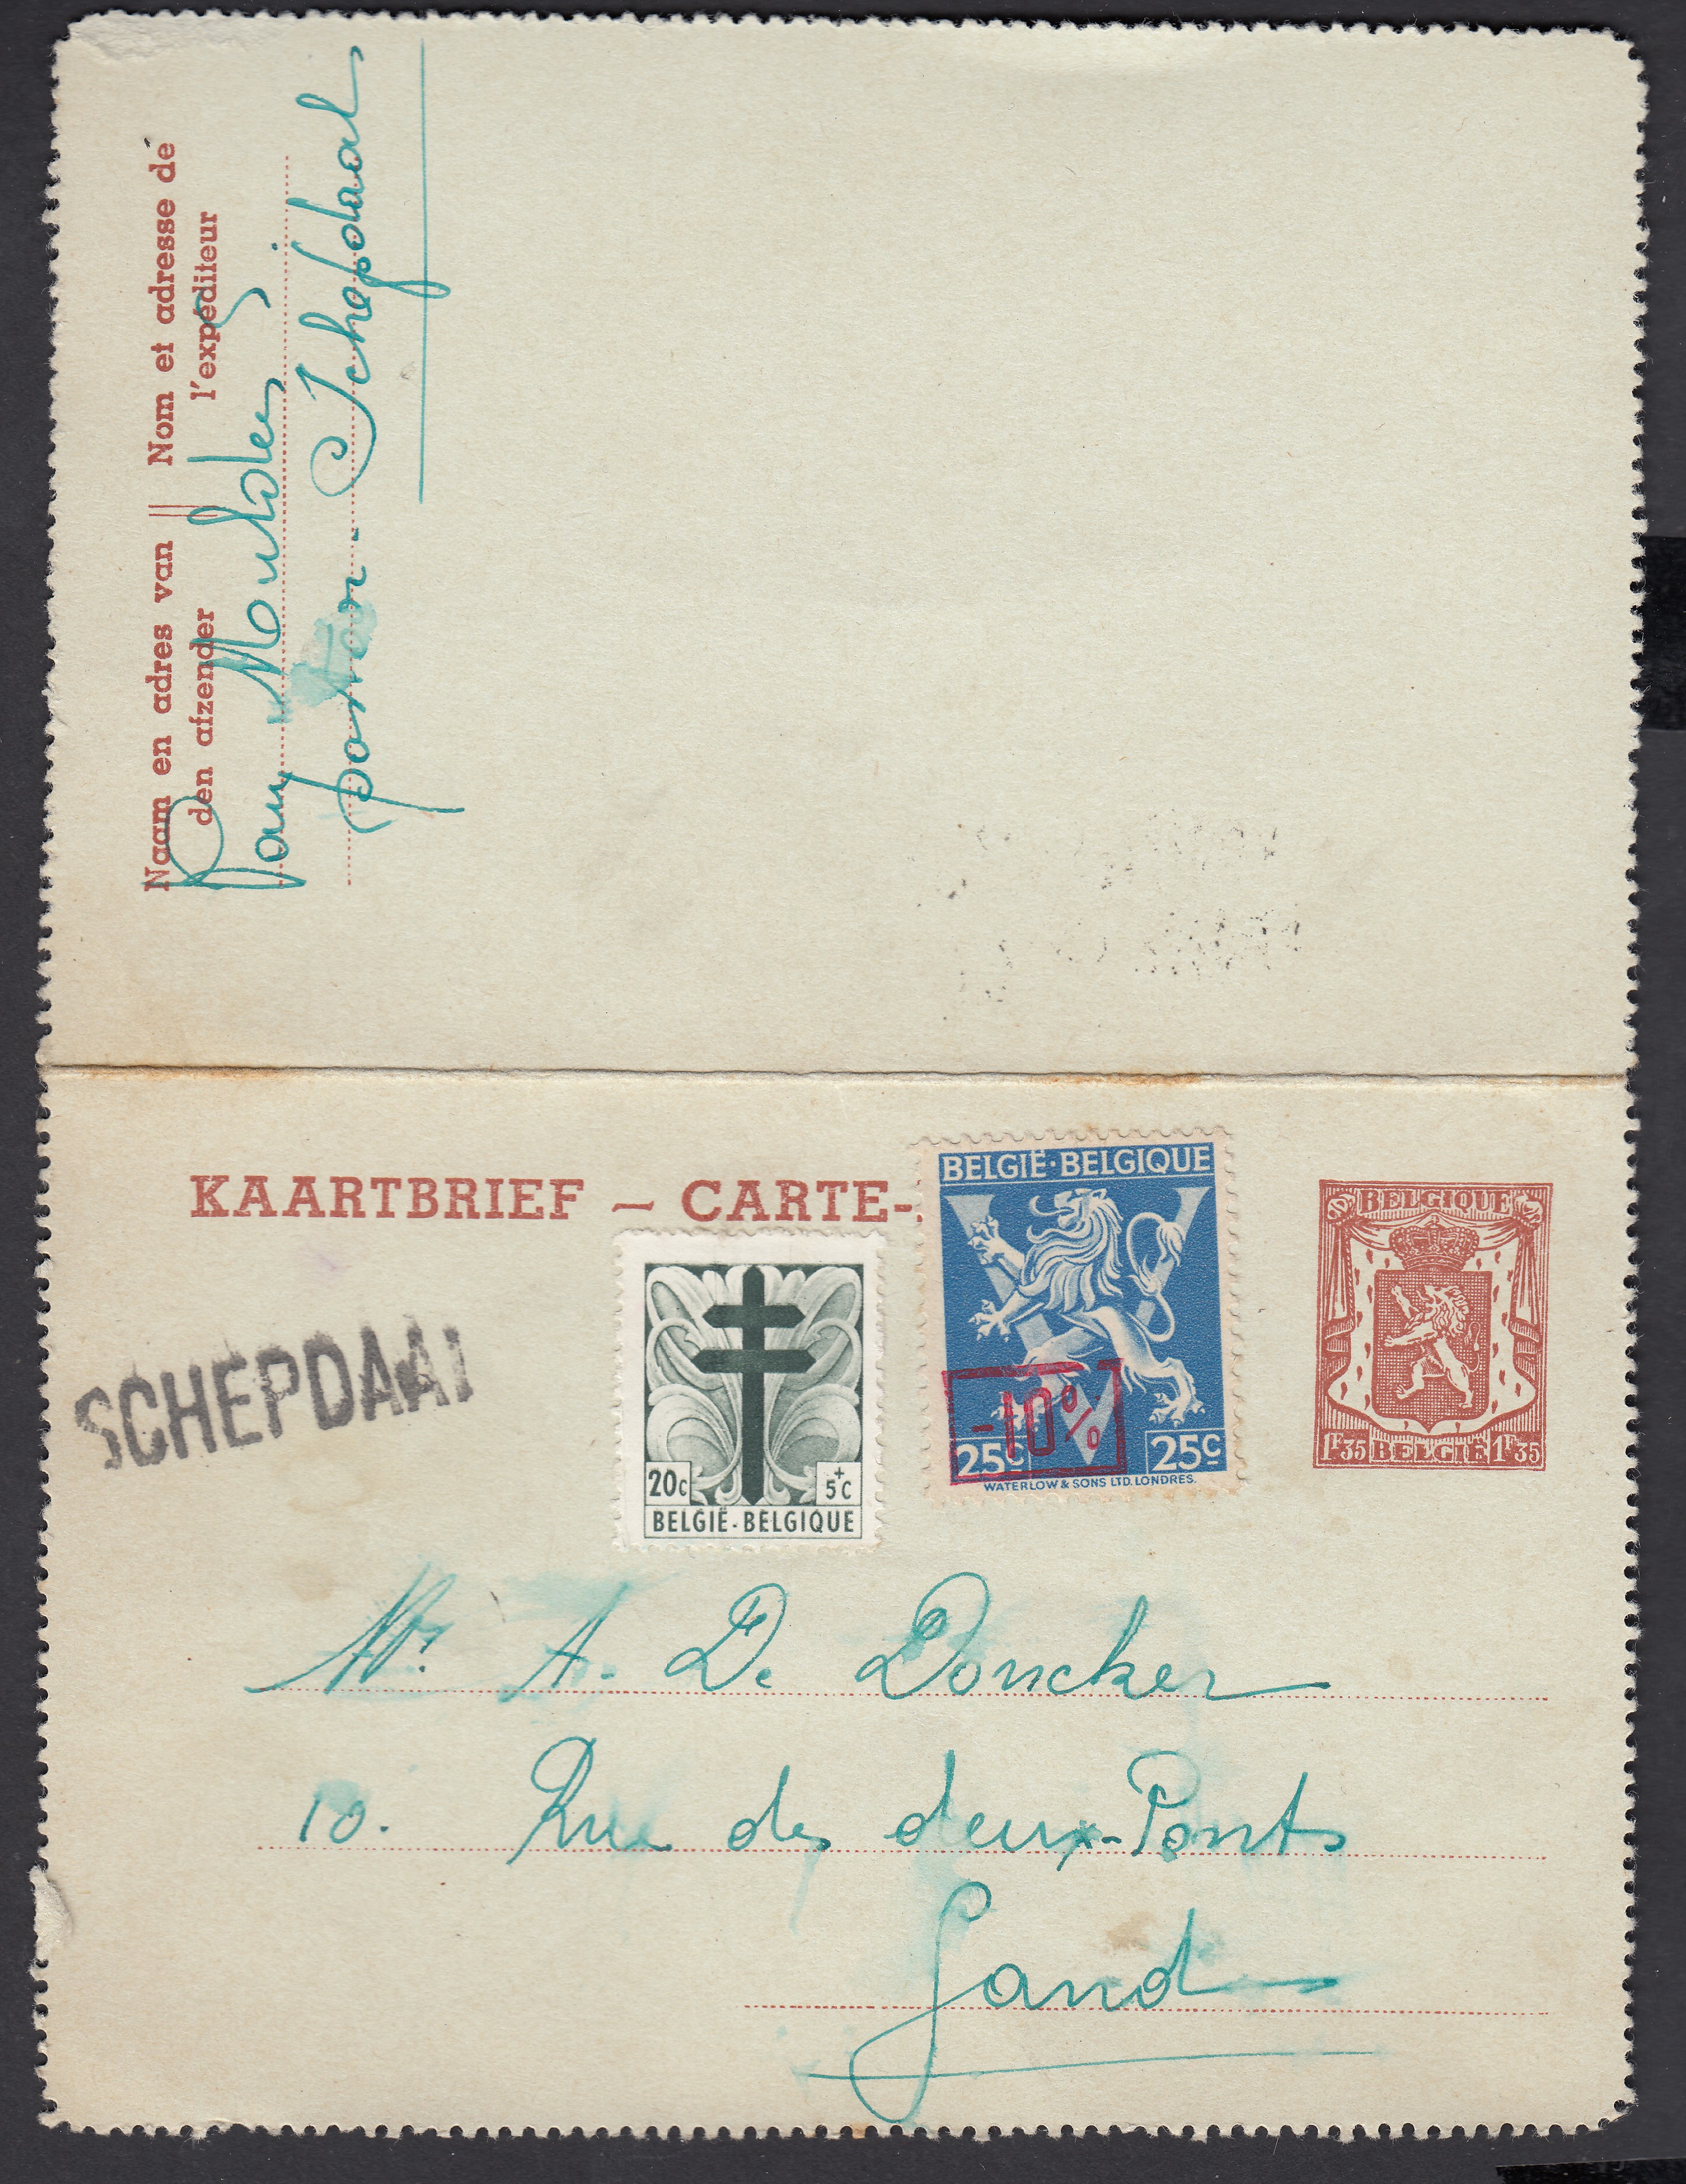 Naam en adres van
den afzender
Nom et adresse de
l'expéditeur
Schepdaal
KAARTBRIEF – CARTE-
BELGIË-BELGIQUE
-10%
25c 25c
WATERLOW & SONS LTD. LONDRES.
BELGIQUE
1F35 BELGIË 1F35
20c +5c
BELGIË-BELGIQUE
SCHEPDAAL
Mr. A. De Doncker
10. Rue des deux-Ponts
Gand